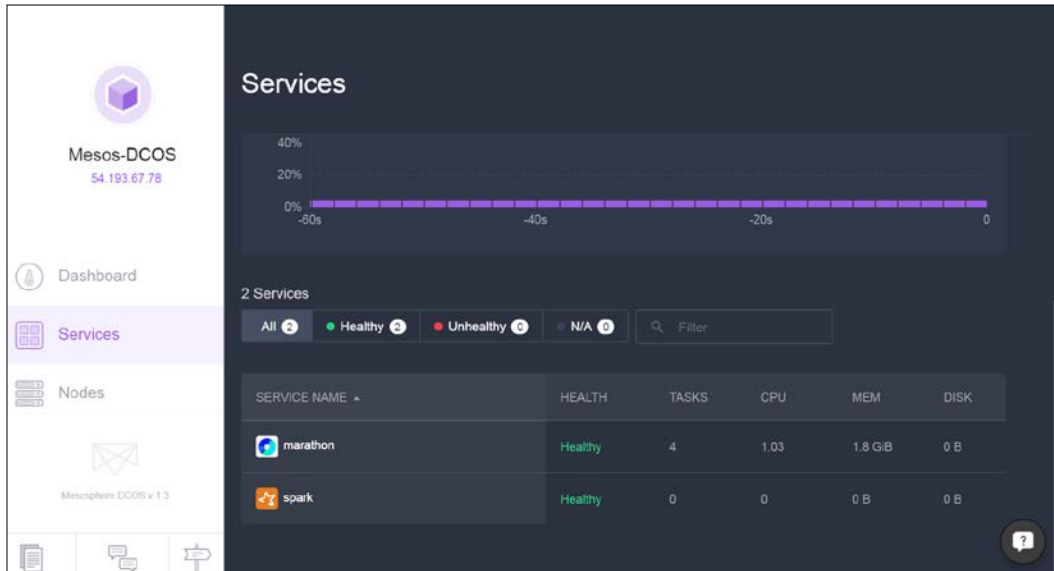 Mesos-DCOS
54.193.67.78
Dashboard
Services
Nodes
Mesosphere DCOS v 1.3
Services
40%
20%
0%
-60s -40s -20s 0
2 Services
All 2 Healthy 2 Unhealthy 0 N/A 0 Filter
SERVICE NAME HEALTH TASKS CPU MEM DISK
marathon Healthy 4 1.03 1.8 GiB 0 B
spark Healthy 0 0 0 B 0 B
?